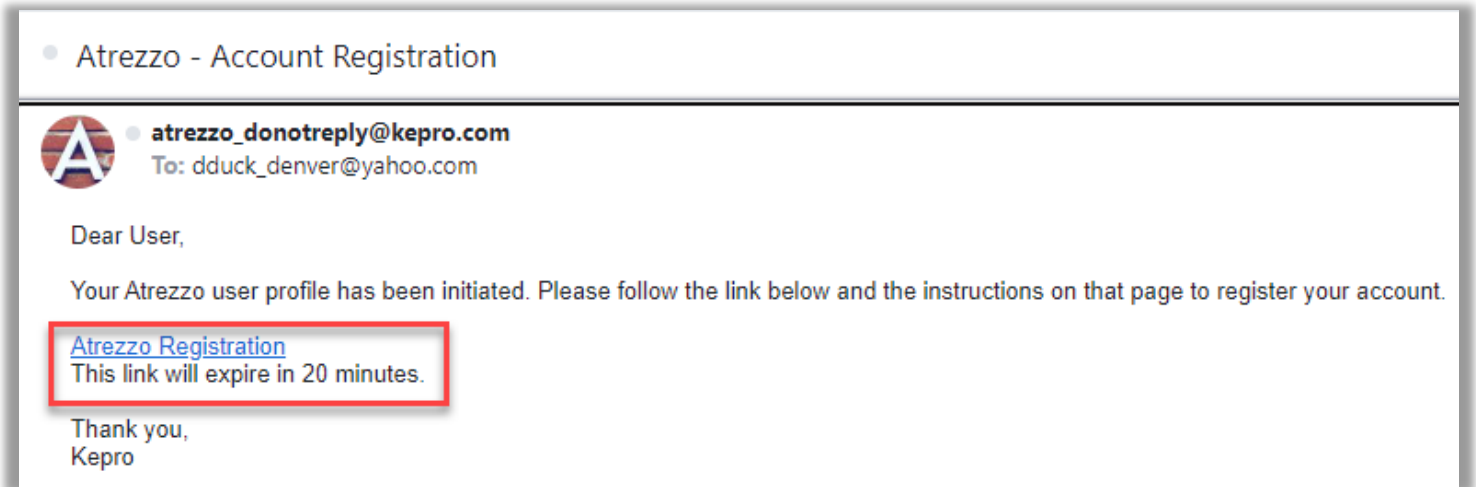 Atrezzo - Account Registration
A
atrezzo_donotreply@kepro.com
To: dduck_denver@yahoo.com
Dear User,
Your Atrezzo user profile has been initiated. Please follow the link below and the instructions on that page to register your account.
Atrezzo Registration
This link will expire in 20 minutes.
Thank you,
Kepro